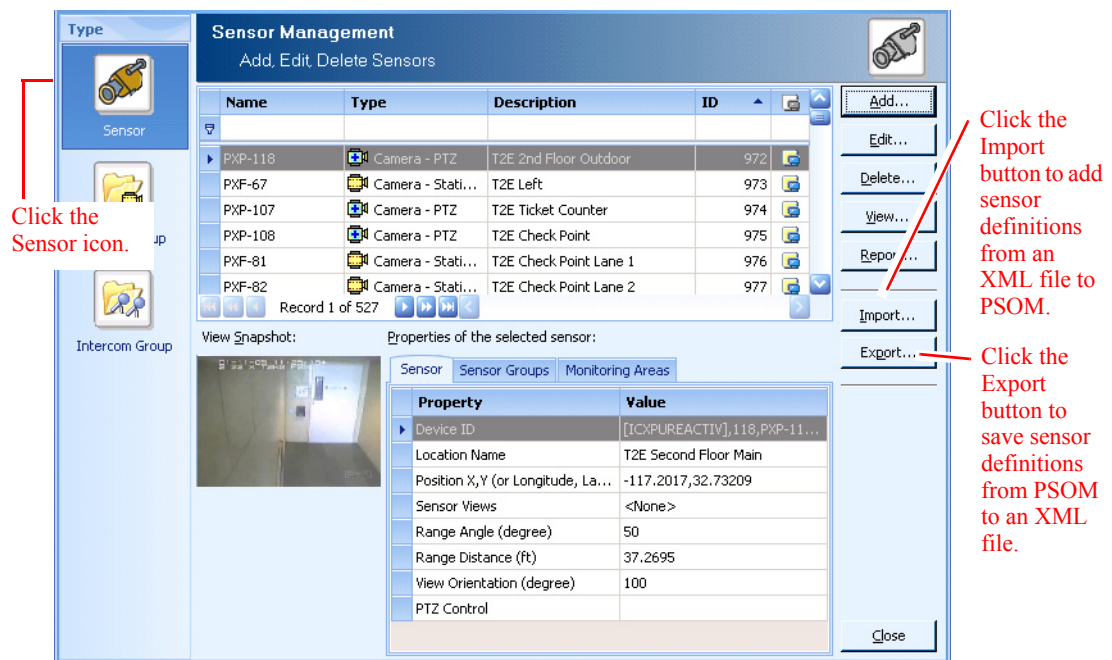 Type
Sensor
up
Intercom Group
Click the
Sensor icon.
Sensor Management
Add, Edit, Delete Sensors
Name Type Description ID
PXP-118 Camera - PTZ T2E 2nd Floor Outdoor 972
PXF-67 Camera - Stati... T2E Left 973
PXP-107 Camera - PTZ T2E Ticket Counter 974
PXP-108 Camera - PTZ T2E Check Point 975
PXF-81 Camera - Stati... T2E Check Point Lane 1 976
PXF-82 Camera - Stati... T2E Check Point Lane 2 977
Record 1 of 527
View Snapshot:
Properties of the selected sensor:
Sensor Sensor Groups Monitoring Areas
Property Value
Device ID [ICXPUREACTIV],118,PXP-11...
Location Name T2E Second Floor Main
Position X,Y (or Longitude, La... -117.2017,32.73209
Sensor Views <None>
Range Angle (degree) 50
Range Distance (ft) 37.2695
View Orientation (degree) 100
PTZ Control
Add...
Edit...
Delete...
View...
Report...
Import...
Export...
Close
Click the
Import
button to add
sensor
definitions
from an
XML file to
PSOM.
Click the
Export
button to
save sensor
definitions
from PSOM
to an XML
file.